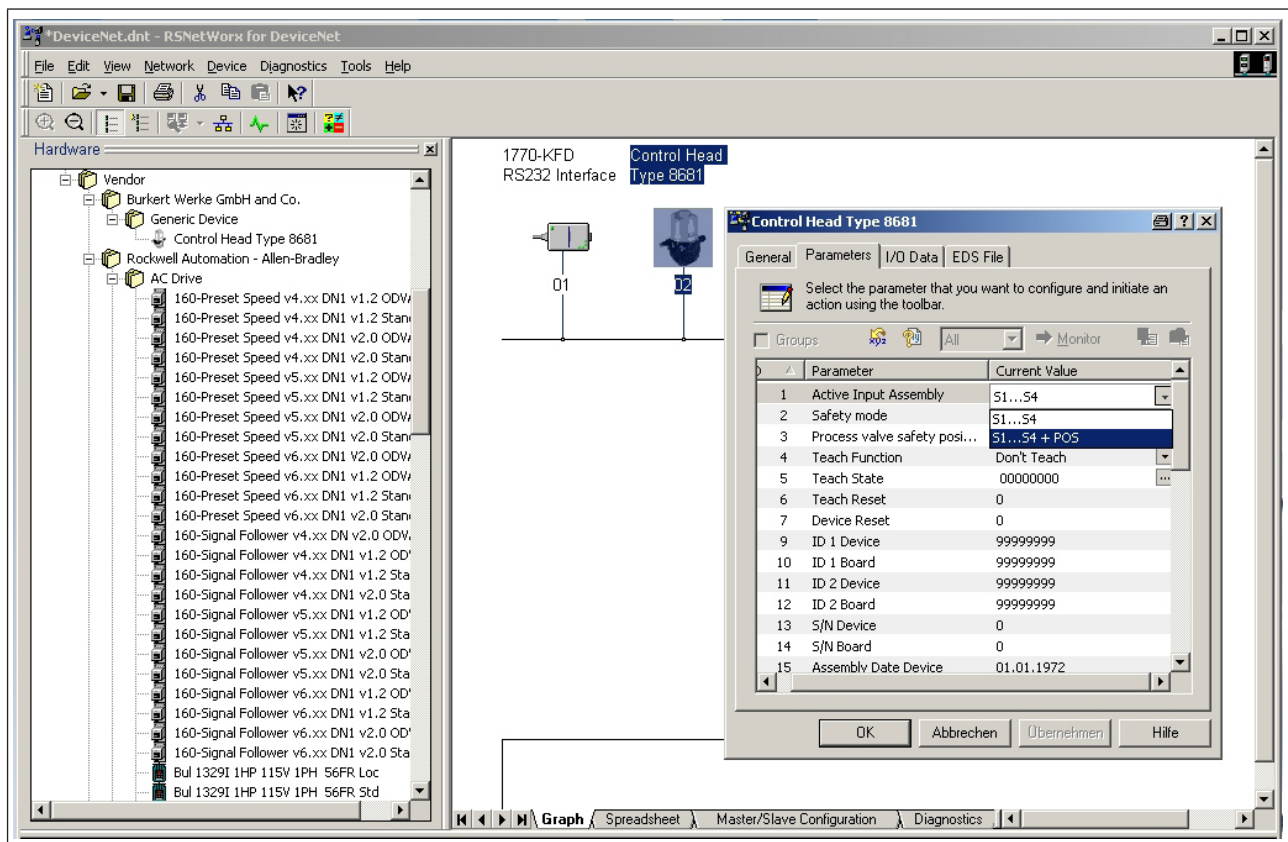 *DeviceNet.dnt - RSNetWorx for DeviceNet
File Edit View Network Device Diagnostics Tools Help
Hardware
Vendor
Burkert Werke GmbH and Co.
Generic Device
Control Head Type 8681
Rockwell Automation - Allen-Bradley
AC Drive
160-Preset Speed v4.xx DN1 v1.2 ODV
160-Preset Speed v4.xx DN1 v1.2 Stan
160-Preset Speed v4.xx DN1 v2.0 ODV
160-Preset Speed v4.xx DN1 v2.0 Stan
160-Preset Speed v5.xx DN1 v1.2 ODV
160-Preset Speed v5.xx DN1 v1.2 Stan
160-Preset Speed v5.xx DN1 v2.0 ODV
160-Preset Speed v5.xx DN1 v2.0 Stan
160-Preset Speed v6.xx DN1 V2.0 ODV
160-Preset Speed v6.xx DN1 v1.2 ODV
160-Preset Speed v6.xx DN1 v1.2 Stan
160-Preset Speed v6.xx DN1 v2.0 Stan
160-Signal Follower v4.xx DN v2.0 ODV
160-Signal Follower v4.xx DN1 v1.2 OD
160-Signal Follower v4.xx DN1 v1.2 Sta
160-Signal Follower v4.xx DN1 v2.0 Sta
160-Signal Follower v5.xx DN1 v1.2 OD
160-Signal Follower v5.xx DN1 v1.2 Sta
160-Signal Follower v5.xx DN1 v2.0 OD
160-Signal Follower v5.xx DN1 v2.0 Sta
160-Signal Follower v6.xx DN1 v1.2 OD
160-Signal Follower v6.xx DN1 v1.2 Sta
160-Signal Follower v6.xx DN1 v2.0 OD
160-Signal Follower v6.xx DN1 v2.0 Sta
Bul 1329I 1HP 115V 1PH 56FR Loc
Bul 1329I 1HP 115V 1PH 56FR Std
1770-KFD
RS232 Interface
Control Head
Type 8681
01
02
Control Head Type 8681
General Parameters I/O Data EDS File
Select the parameter that you want to configure and initiate an
action using the toolbar.
Groups All Monitor
Parameter Current Value
1 Active Input Assembly S1...S4
2 Safety mode S1...S4
3 Process valve safety posi... S1...S4 + POS
4 Teach Function Don't Teach
5 Teach State 00000000 ...
6 Teach Reset 0
7 Device Reset 0
9 ID 1 Device 99999999
10 ID 1 Board 99999999
11 ID 2 Device 99999999
12 ID 2 Board 99999999
13 S/N Device 0
14 S/N Board 0
15 Assembly Date Device 01.01.1972
OK Abbrechen Übernehmen Hilfe
Graph Spreadsheet Master/Slave Configuration Diagnostics